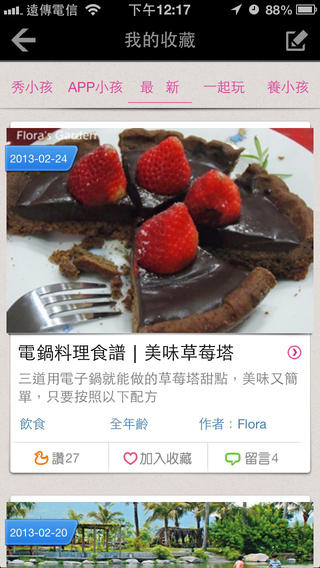 遠傳電信 下午12:17 88%
我的收藏
秀小孩 APP小孩 最 新 一起玩 養小孩
Flora's Garden
2013-02-24
電鍋料理食譜 | 美味草莓塔
三道用電子鍋就能做的草莓塔甜點，美味又簡
單，只要按照以下配方
飲食 全年齡 作者：Flora
讚27 加入收藏 留言4
2013-02-20